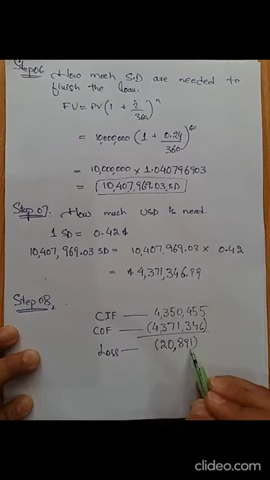 Step 06 How much S.D are needed to
finish the loan.
FV = PV (1 + i/360)^n
= 10,000,000 (1 + 0.24/360)^60
= 10,000,000 × 1.040796903
= 10,407,969.03 SD
Step 07: How much USD is need.
1 SD = 0.42 $
10,407,969.03 SD = 10,407,969.03 × 0.42
= $ 4,371,346.99
Step 08,
CIF — 4,350,455
COF — (4,371,346)
Loss — (20,891)
clideo.com